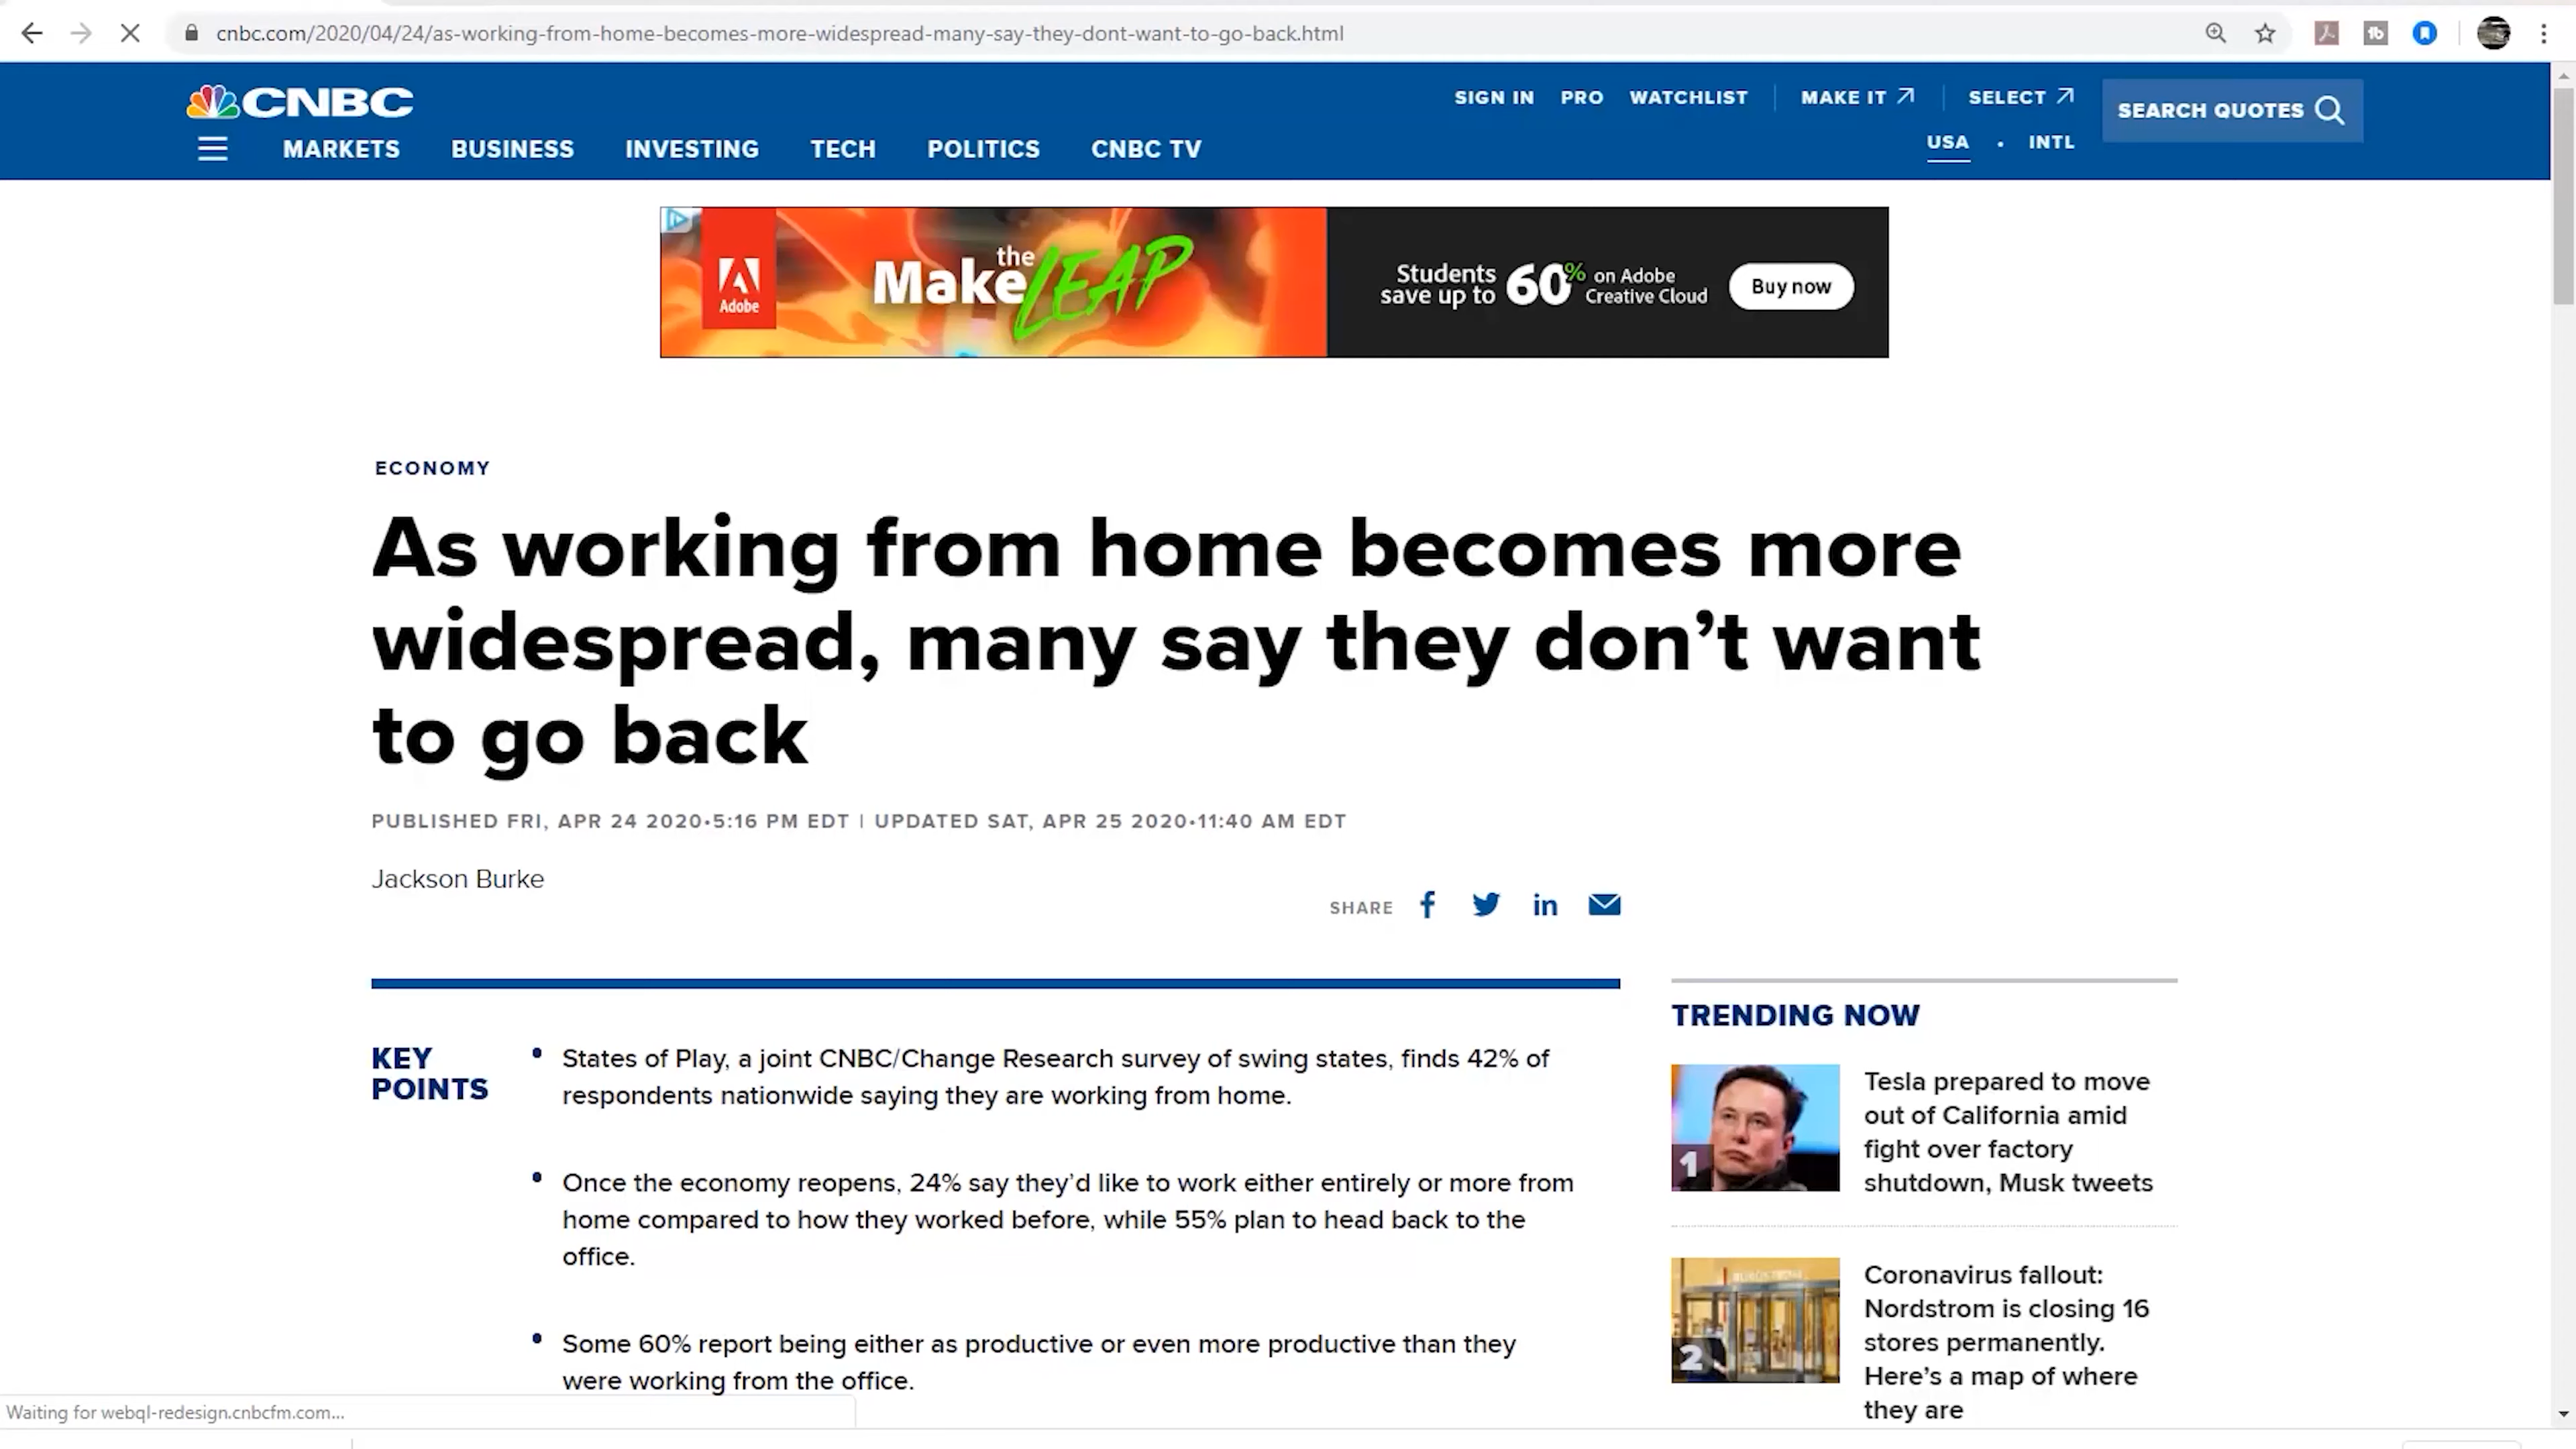 cnbc.com/2020/04/24/as-working-from-home-becomes-more-widespread-many-say-they-dont-want-to-go-back.html
CNBC
SIGN IN PRO WATCHLIST MAKE IT SELECT
SEARCH QUOTES
USA • INTL
MARKETS BUSINESS INVESTING TECH POLITICS CNBC TV
Adobe
Make the LEAP
Students save up to 60% on Adobe Creative Cloud
Buy now
ECONOMY
As working from home becomes more
widespread, many say they don’t want
to go back
PUBLISHED FRI, APR 24 2020•5:16 PM EDT | UPDATED SAT, APR 25 2020•11:40 AM EDT
Jackson Burke
SHARE
KEY
POINTS
• States of Play, a joint CNBC/Change Research survey of swing states, finds 42% of
respondents nationwide saying they are working from home.
• Once the economy reopens, 24% say they’d like to work either entirely or more from
home compared to how they worked before, while 55% plan to head back to the
office.
• Some 60% report being either as productive or even more productive than they
were working from the office.
TRENDING NOW
1
Tesla prepared to move
out of California amid
fight over factory
shutdown, Musk tweets
2
Coronavirus fallout:
Nordstrom is closing 16
stores permanently.
Here’s a map of where
they are
Waiting for webql-redesign.cnbcfm.com...